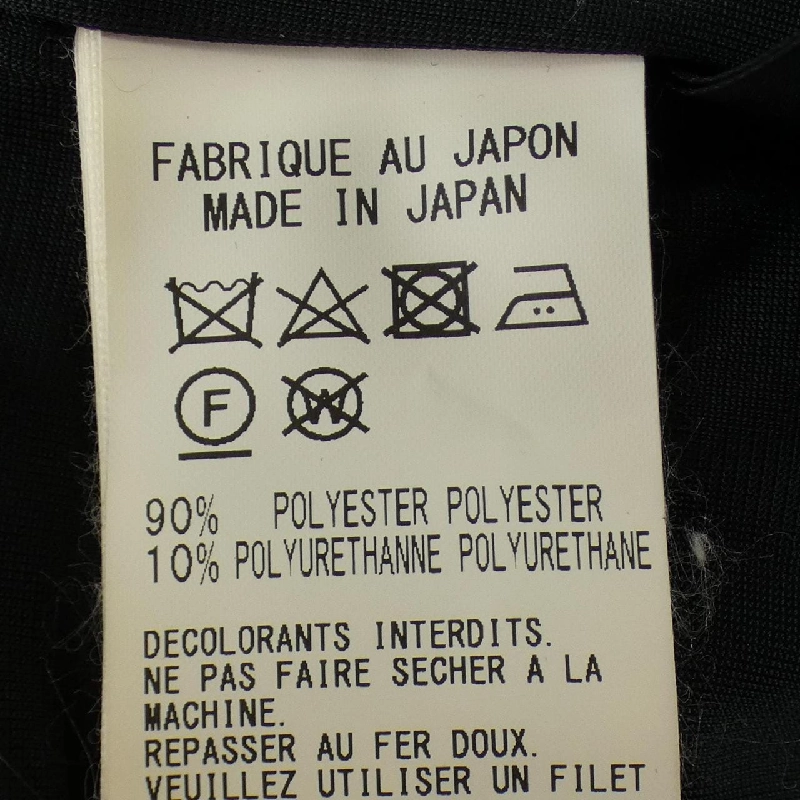 FABRIQUE AU JAPON
MADE IN JAPAN
F W
90% POLYESTER POLYESTER
10% POLYURETHANNE POLYURETHANE
DECOLORANTS INTERDITS.
NE PAS FAIRE SECHER A LA
MACHINE.
REPASSER AU FER DOUX.
VEUILLEZ UTILISER UN FILET